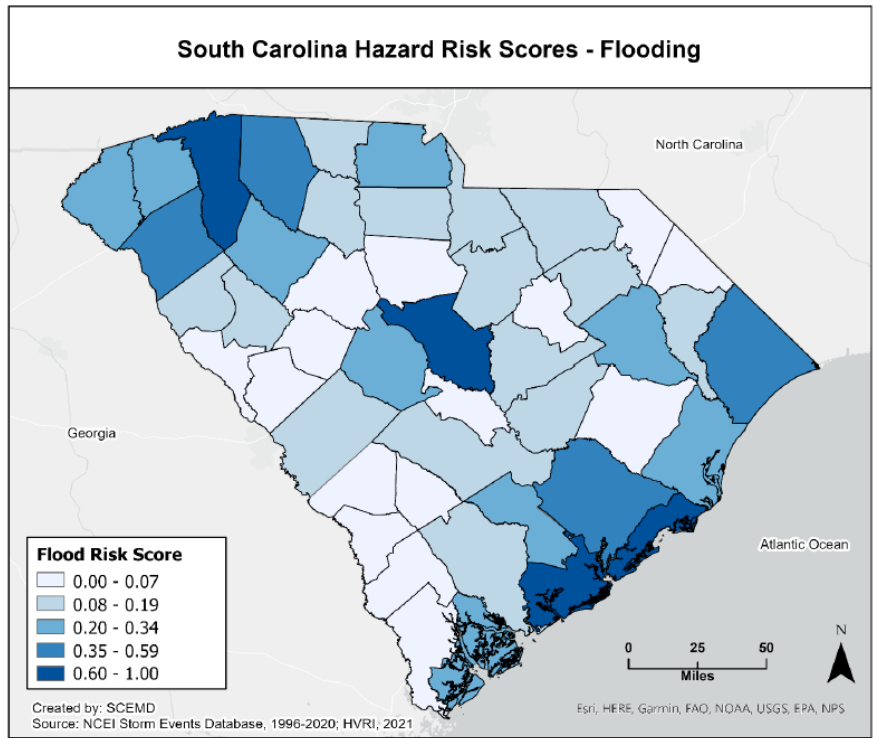 South Carolina Hazard Risk Scores - Flooding
North Carolina
Georgia
Atlantic Ocean
Flood Risk Score
0.00 - 0.07
0.08 - 0.19
0.20 - 0.34
0.35 - 0.59
0.60 - 1.00
N
0 25 50
Miles
Created by: SCEMD
Source: NCEI Storm Events Database, 1996-2020; HVRI, 2021
Esri, HERE, Garmin, FAO, NOAA, USGS, EPA, NPS